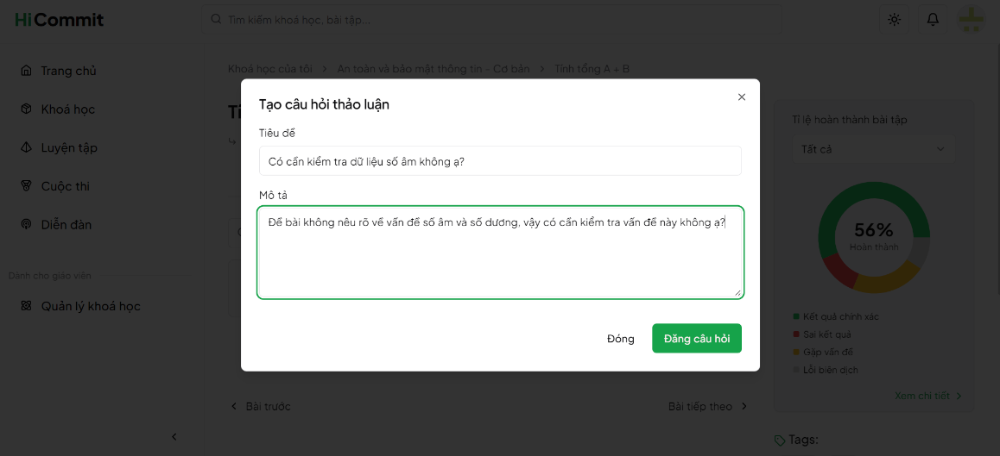 HiCommit
Tìm kiếm khoá học, bài tập...
Trang chủ
Khoá học
Luyện tập
Cuộc thi
Diễn đàn
Dành cho giáo viên
Quản lý khoá học
Khoá học của tôi > An toàn và bảo mật thông tin - Cơ bản > Tính tổng A + B
Tạo câu hỏi thảo luận
Tiêu đề
Có cần kiểm tra dữ liệu số âm không ạ?
Mô tả
Đề bài không nêu rõ về vấn đề số âm và số dương, vậy có cần kiểm tra vấn đề này không ạ?
Đóng
Đăng câu hỏi
Bài trước
Bài tiếp theo
Tỉ lệ hoàn thành bài tập
Tất cả
56%
Hoàn thành
Kết quả chính xác
Sai kết quả
Gặp vấn đề
Lỗi biên dịch
Xem chi tiết
Tags: